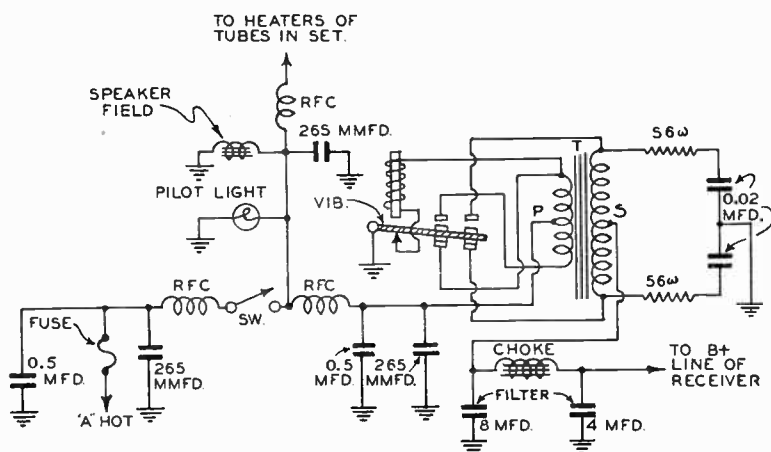 TO HEATERS OF
TUBES IN SET.
SPEAKER
FIELD
RFC
265 MMFD.
PILOT LIGHT
VIB.
P
T
S
56ω
0.02
MFD.
56ω
RFC
SW.
RFC
FUSE
0.5
MFD.
265
MMFD.
"A" HOT
0.5
MFD.
265
MMFD.
CHOKE
TO B+
LINE OF
RECEIVER
FILTER
8 MFD.
4 MFD.